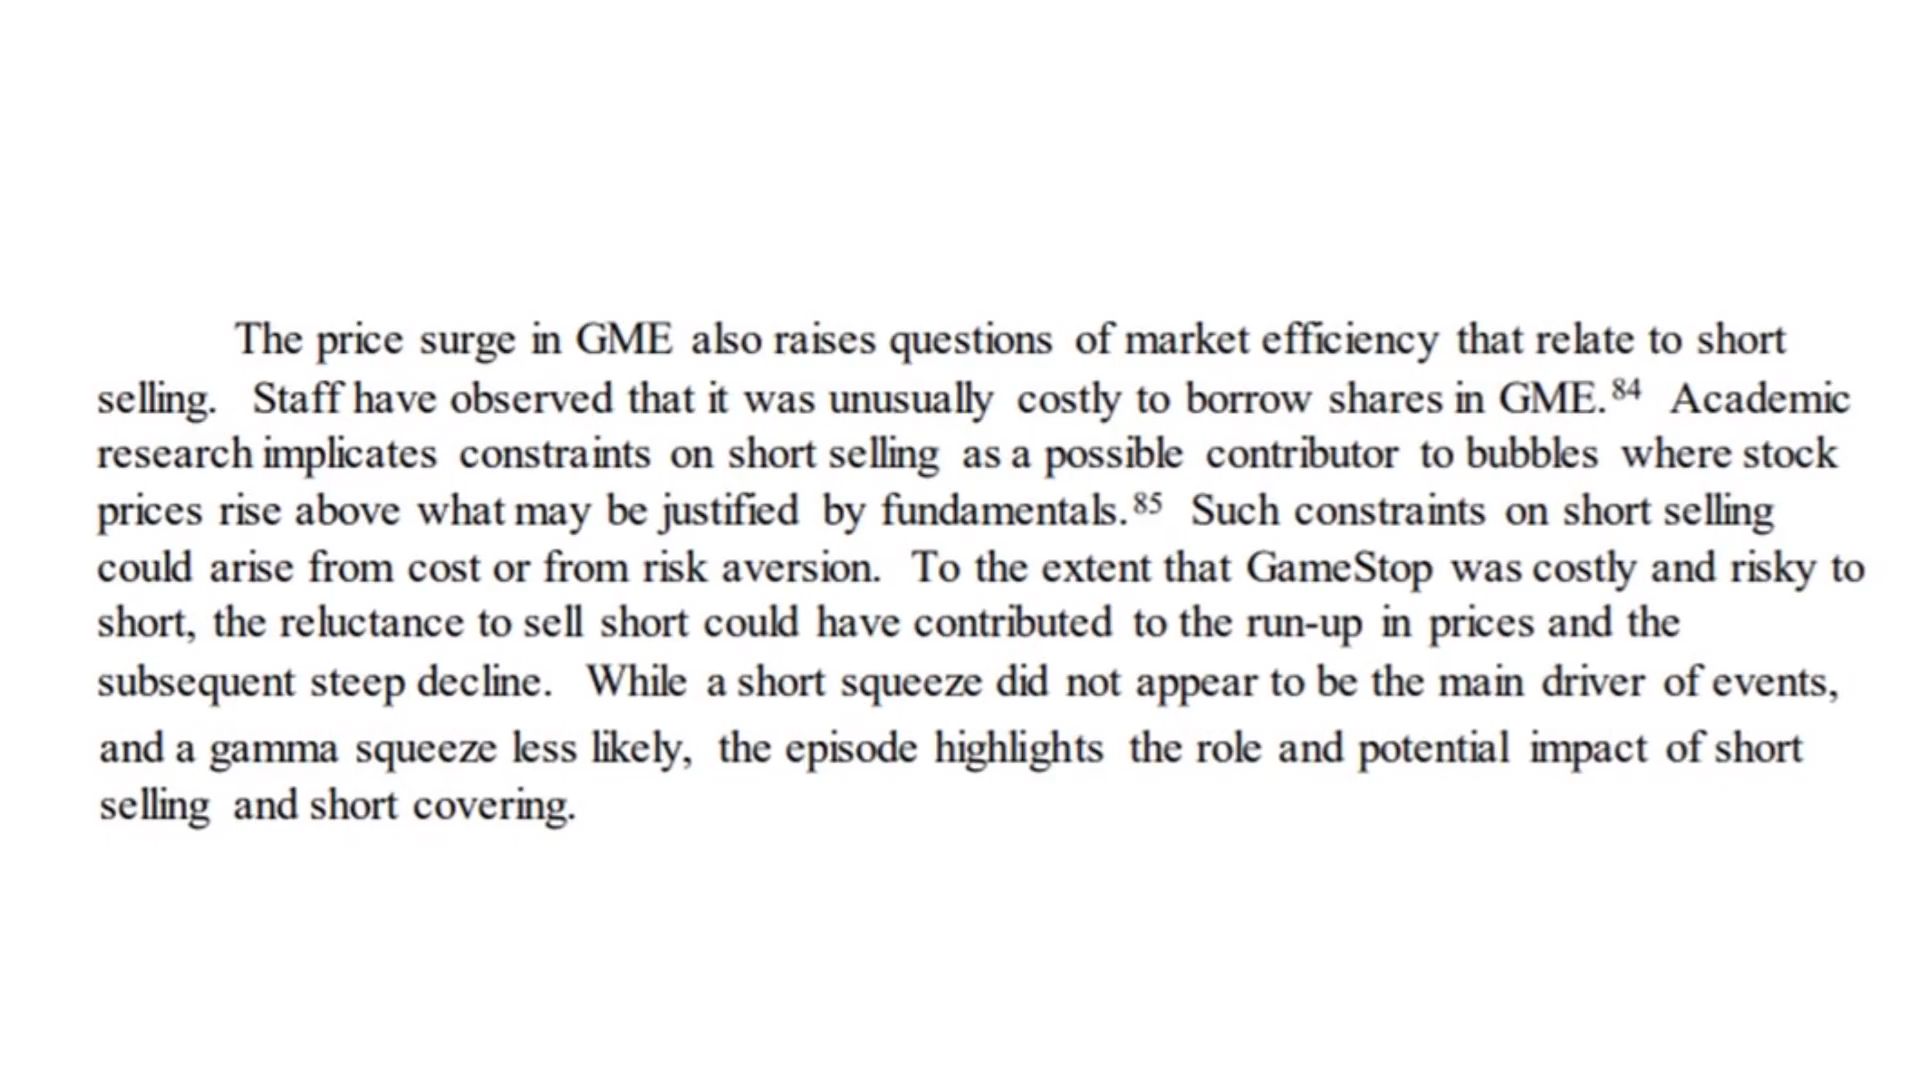 The price surge in GME also raises questions of market efficiency that relate to short
selling. Staff have observed that it was unusually costly to borrow shares in GME.84 Academic
research implicates constraints on short selling as a possible contributor to bubbles where stock
prices rise above what may be justified by fundamentals.85 Such constraints on short selling
could arise from cost or from risk aversion. To the extent that GameStop was costly and risky to
short, the reluctance to sell short could have contributed to the run-up in prices and the
subsequent steep decline. While a short squeeze did not appear to be the main driver of events,
and a gamma squeeze less likely, the episode highlights the role and potential impact of short
selling and short covering.